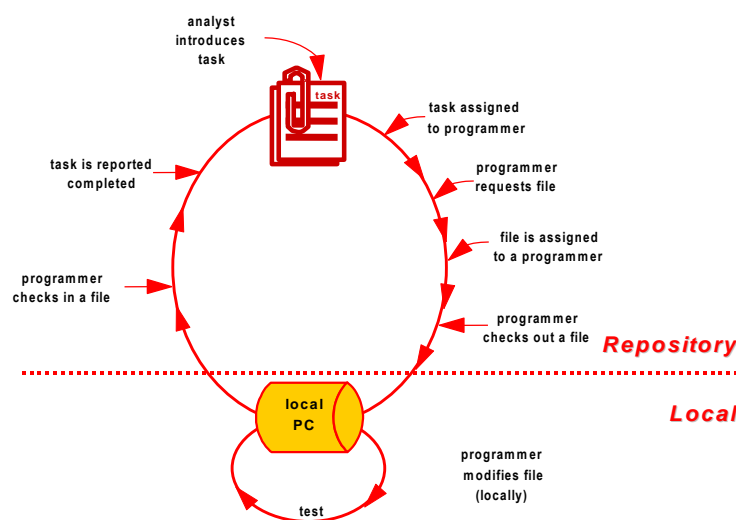 analyst
introduces
task
task
task assigned
to programmer
programmer
requests file
file is assigned
to a programmer
programmer
checks out a file
Repository
Local
local
PC
programmer
modifies file
(locally)
test
programmer
checks in a file
task is reported
completed